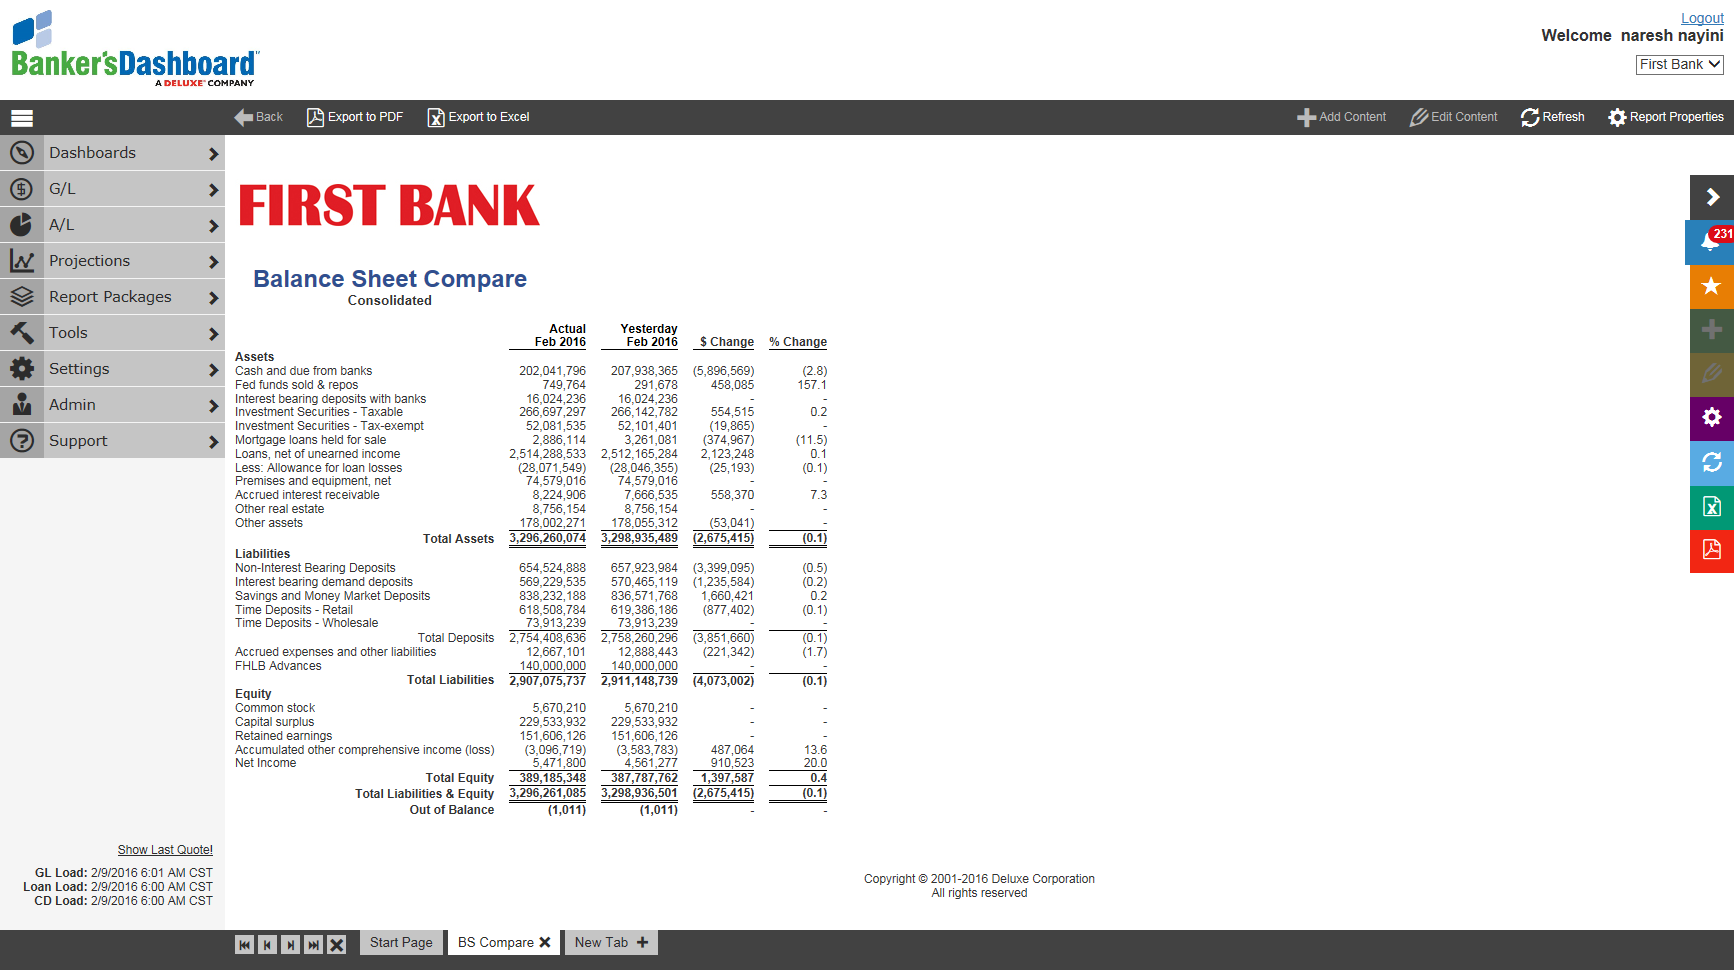 Logout
Banker'sDashboard
A DELUXE COMPANY
Welcome naresh nayini
First Bank
Back Export to PDF Export to Excel Add Content Edit Content Refresh Report Properties
Dashboards
G/L
A/L
Projections
Report Packages
Tools
Settings
Admin
Support
231
FIRST BANK
Balance Sheet Compare
Consolidated
Actual Yesterday
Feb 2016 Feb 2016 $ Change % Change
Assets
Cash and due from banks 202,041,796 207,938,365 (5,896,569) (2.8)
Fed funds sold & repos 749,764 291,678 458,085 157.1
Interest bearing deposits with banks 16,024,236 16,024,236 - -
Investment Securities - Taxable 266,697,297 266,142,782 554,515 0.2
Investment Securities - Tax-exempt 52,081,535 52,101,401 (19,865) -
Mortgage loans held for sale 2,886,114 3,261,081 (374,967) (11.5)
Loans, net of unearned income 2,514,288,533 2,512,165,284 2,123,248 0.1
Less: Allowance for loan losses (28,071,549) (28,046,355) (25,193) (0.1)
Premises and equipment, net 74,579,016 74,579,016 - -
Accrued interest receivable 8,224,906 7,666,535 558,370 7.3
Other real estate 8,756,154 8,756,154 - -
Other assets 178,002,271 178,055,312 (53,041) -
Total Assets 3,296,260,074 3,298,935,489 (2,675,415) (0.1)
Liabilities
Non-Interest Bearing Deposits 654,524,888 657,923,984 (3,399,095) (0.5)
Interest bearing demand deposits 569,229,535 570,465,119 (1,235,584) (0.2)
Savings and Money Market Deposits 838,232,188 836,571,768 1,660,421 0.2
Time Deposits - Retail 618,508,784 619,386,186 (877,402) (0.1)
Time Deposits - Wholesale 73,913,239 73,913,239 - -
Total Deposits 2,754,408,636 2,758,260,296 (3,851,660) (0.1)
Accrued expenses and other liabilities 12,667,101 12,888,443 (221,342) (1.7)
FHLB Advances 140,000,000 140,000,000 - -
Total Liabilities 2,907,075,737 2,911,148,739 (4,073,002) (0.1)
Equity
Common stock 5,670,210 5,670,210 - -
Capital surplus 229,533,932 229,533,932 - -
Retained earnings 151,606,126 151,606,126 - -
Accumulated other comprehensive income (loss) (3,096,719) (3,583,783) 487,064 13.6
Net Income 5,471,800 4,561,277 910,523 20.0
Total Equity 389,185,348 387,787,762 1,397,587 0.4
Total Liabilities & Equity 3,296,261,085 3,298,936,501 (2,675,415) (0.1)
Out of Balance (1,011) (1,011) - -
Show Last Quote!
GL Load: 2/9/2016 6:01 AM CST
Loan Load: 2/9/2016 6:00 AM CST
CD Load: 2/9/2016 6:00 AM CST
Copyright © 2001-2016 Deluxe Corporation
All rights reserved
Start Page BS Compare New Tab